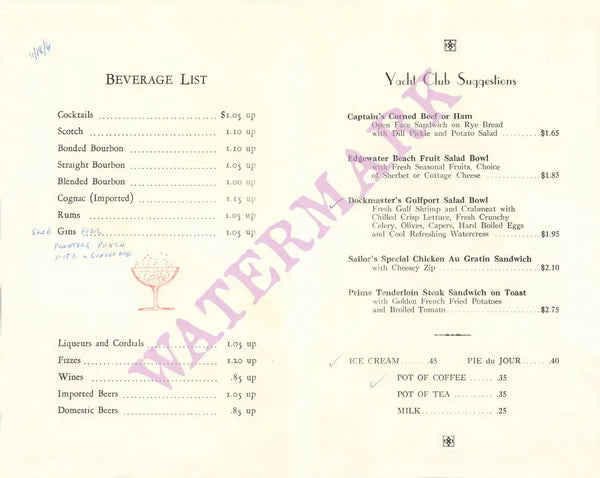 11/18/4
BEVERAGE LIST
Cocktails $1.05 up
Scotch 1.10 up
Bonded Bourbon 1.10 up
Straight Bourbon 1.05 up
Blended Bourbon 1.00 up
Cognac (Imported) 1.15 up
Rums 1.05 up
SLOE Gins FIZZ 1.05 up
PLANTERS PUNCH
FITZ
Liqueurs and Cordials 1.05 up
Fizzes 1.20 up
Wines .85 up
Imported Beers 1.05 up
Domestic Beers .85 up
Yacht Club Suggestions
Captain's Corned Beef or Ham
Open Face Sandwich on Rye Bread
with Dill Pickle and Potato Salad $1.65
Edgewater Beach Fruit Salad Bowl
with Fresh Seasonal Fruits, Choice
of Sherbet or Cottage Cheese $1.85
Dockmaster's Gulfport Salad Bowl
Fresh Gulf Shrimp and Crabmeat with
Chilled Crisp Lettuce, Fresh Crunchy
Celery, Olives, Capers, Hard Boiled Eggs
and Cool Refreshing Watercress $1.95
Sailor's Special Chicken Au Gratin Sandwich
with Cheesey Zip $2.10
Prime Tenderloin Steak Sandwich on Toast
with Golden French Fried Potatoes
and Broiled Tomato $2.75
ICE CREAM .45 PIE du JOUR .40
POT OF COFFEE .35
POT OF TEA .35
MILK .25
WATERMARK